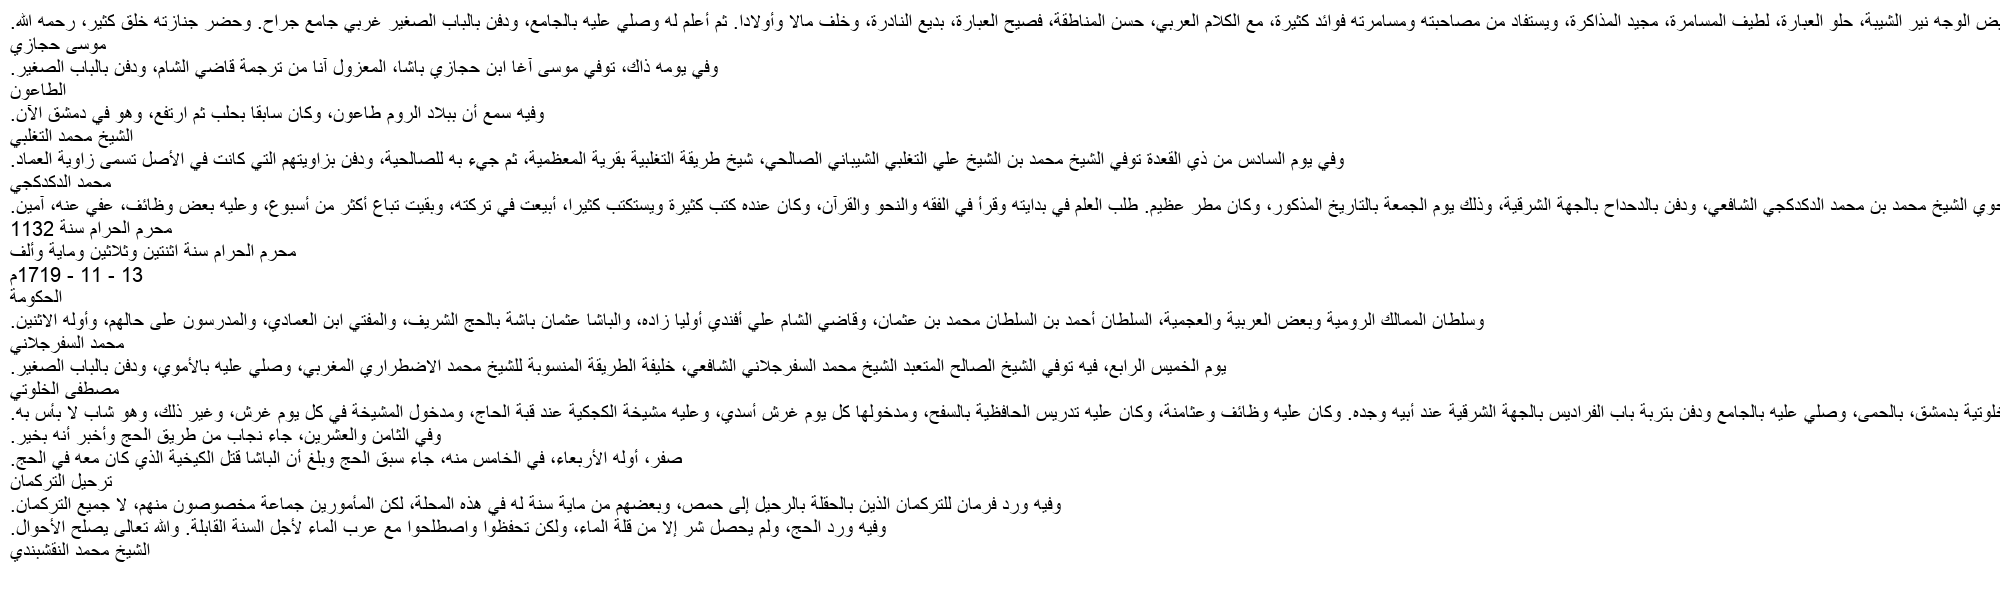 الوجه نير الشيبة، حلو العبارة، لطيف المسامرة، مجيد المذاكرة، ويستفاد من مصاحبته ومسامرته فوائد كثيرة، مع الكلام العربي، حسن المناطقة، فصيح العبارة، بديع النادرة، وخلف مالا وأولادا. ثم أعلم له وصلي عليه بالجامع، ودفن بالباب الصغير غربي جامع جراح. وحضر جنازته خلق كثير، رحمه الله.
موسى حجازي
وفي يومه ذاك، توفي موسى آغا ابن حجازي باشا، المعزول آنا من ترجمة قاضي الشام، ودفن بالباب الصغير.
الطاعون
وفيه سمع أن ببلاد الروم طاعون، وكان سابقا بحلب ثم ارتفع، وهو في دمشق الآن.
الشيخ محمد التغلبي
وفي يوم السادس من ذي القعدة توفي الشيخ محمد بن الشيخ علي التغلبي الشيباني الصالحي، شيخ طريقة التغلبية بقرية المعظمية، ثم جيء به للصالحية، ودفن بزاويتهم التي كانت في الأصل تسمى زاوية العماد.
محمد الدكدكجي
الشيخ محمد بن محمد الدكدكجي الشافعي، ودفن بالدحداح بالجهة الشرقية، وذلك يوم الجمعة بالتاريخ المذكور، وكان مطر عظيم. طلب العلم في بدايته وقرأ في الفقه والنحو والقرآن، وكان عنده كتب كثيرة ويستكتب كثيرا، أبيعت في تركته، وبقيت تباع أكثر من أسبوع، وعليه بعض وظائف، عفي عنه، آمين.
محرم الحرام سنة 1132
محرم الحرام سنة اثنتين وثلاثين وماية وألف
13 - 11 - 1719م
الحكومة
وسلطان الممالك الرومية وبعض العربية والعجمية، السلطان أحمد بن السلطان محمد بن عثمان، وقاضي الشام علي أفندي أوليا زاده، والباشا عثمان باشة بالحج الشريف، والمفتي ابن العمادي، والمدرسون على حالهم، وأوله الاثنين.
محمد السفرجلاني
يوم الخميس الرابع، فيه توفي الشيخ الصالح المتعبد الشيخ محمد السفرجلاني الشافعي، خليفة الطريقة المنسوبة للشيخ محمد الاضطراري المغربي، وصلي عليه بالأموي، ودفن بالباب الصغير.
مصطفى الخلوتي
بدمشق، بالحمى، وصلي عليه بالجامع ودفن بتربة باب الفراديس بالجهة الشرقية عند أبيه وجده. وكان عليه وظائف وعثامنة، وكان عليه تدريس الحافظية بالسفح، ومدخولها كل يوم غرش أسدي، وعليه مشيخة الكجكية عند قبة الحاج، ومدخول المشيخة في كل يوم غرش، وغير ذلك، وهو شاب لا بأس به.
وفي الثامن والعشرين، جاء نجاب من طريق الحج وأخبر أنه بخير.
صفر، أوله الأربعاء، في الخامس منه، جاء سبق الحج وبلغ أن الباشا قتل الكيخية الذي كان معه في الحج.
ترحيل التركمان
وفيه ورد فرمان للتركمان الذين بالحقلة بالرحيل إلى حمص، وبعضهم من ماية سنة له في هذه المحلة، لكن المأمورين جماعة مخصوصون منهم، لا جميع التركمان.
وفيه ورد الحج، ولم يحصل شر إلا من قلة الماء، ولكن تحفظوا واصطلحوا مع عرب الماء لأجل السنة القابلة. والله تعالى يصلح الأحوال.
الشيخ محمد النقشبندي